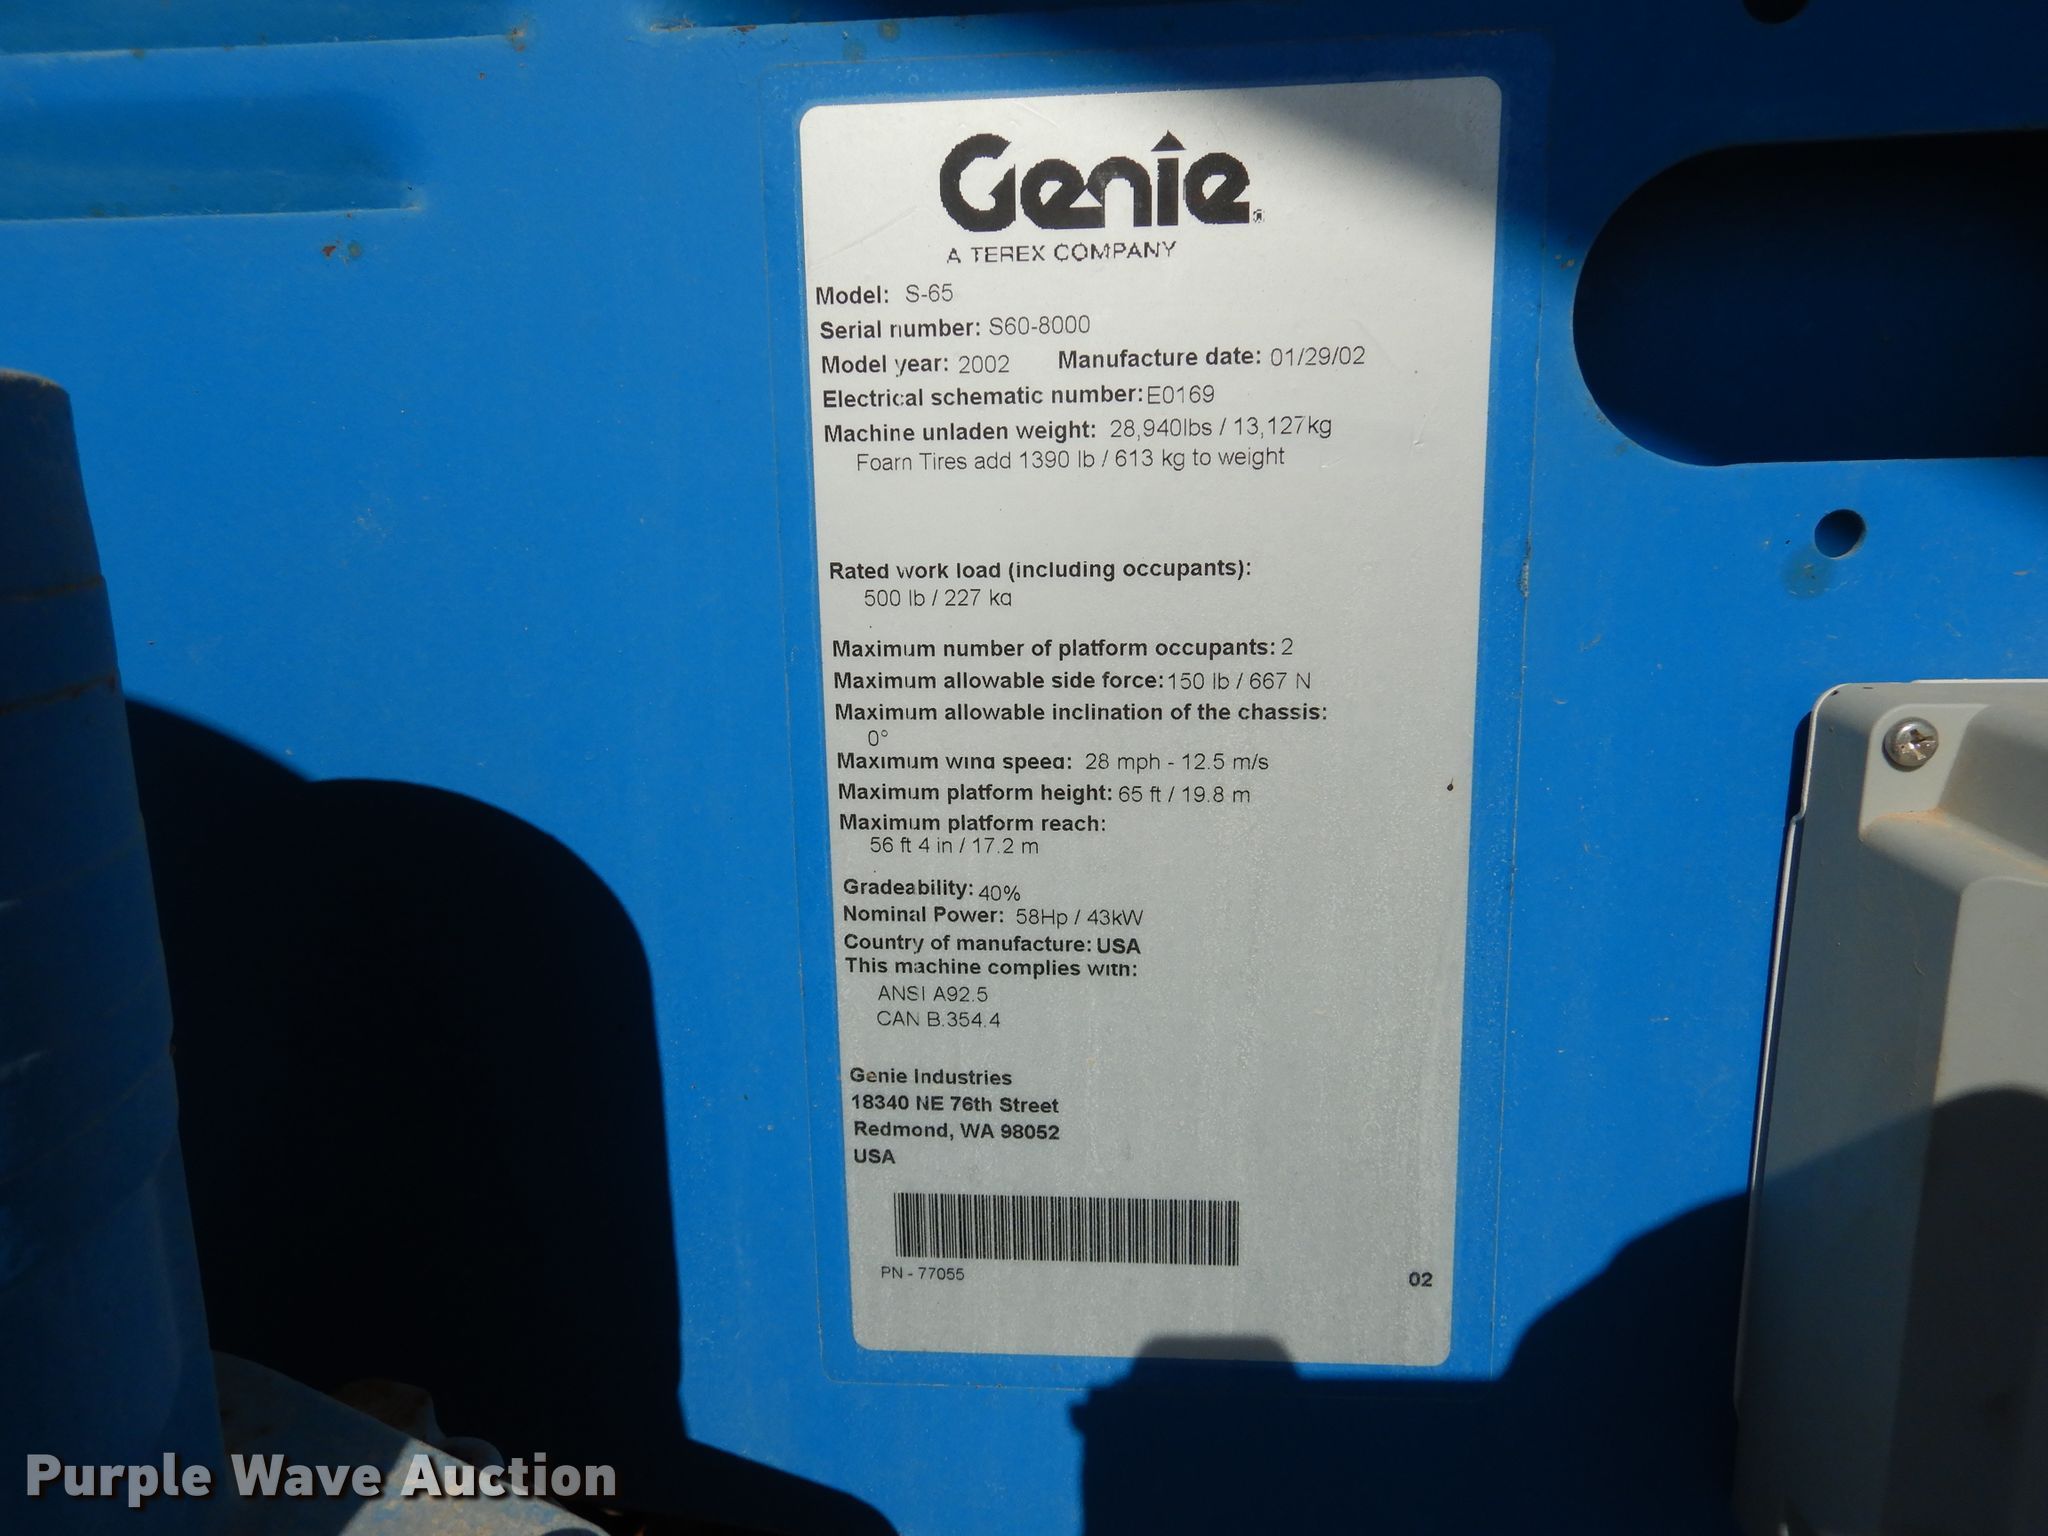 Genie
A TEREX COMPANY
Model: S-65
Serial number: S60-8000
Model year: 2002 Manufacture date: 01/29/02
Electrical schematic number: E0169
Machine unladen weight: 28,940lbs / 13,127kg
Foam Tires add 1390 lb / 613 kg to weight
Rated work load (including occupants):
500 lb / 227 kg
Maximum number of platform occupants: 2
Maximum allowable side force: 150 lb / 667 N
Maximum allowable inclination of the chassis:
0°
Maximum wind speed: 28 mph - 12.5 m/s
Maximum platform height: 65 ft / 19.8 m
Maximum platform reach:
56 ft 4 in / 17.2 m
Gradeability: 40%
Nominal Power: 58Hp / 43kW
Country of manufacture: USA
This machine complies with:
ANSI A92.5
CAN B.354.4
Genie Industries
18340 NE 76th Street
Redmond, WA 98052
USA
PN - 77055 02
Purple Wave Auction